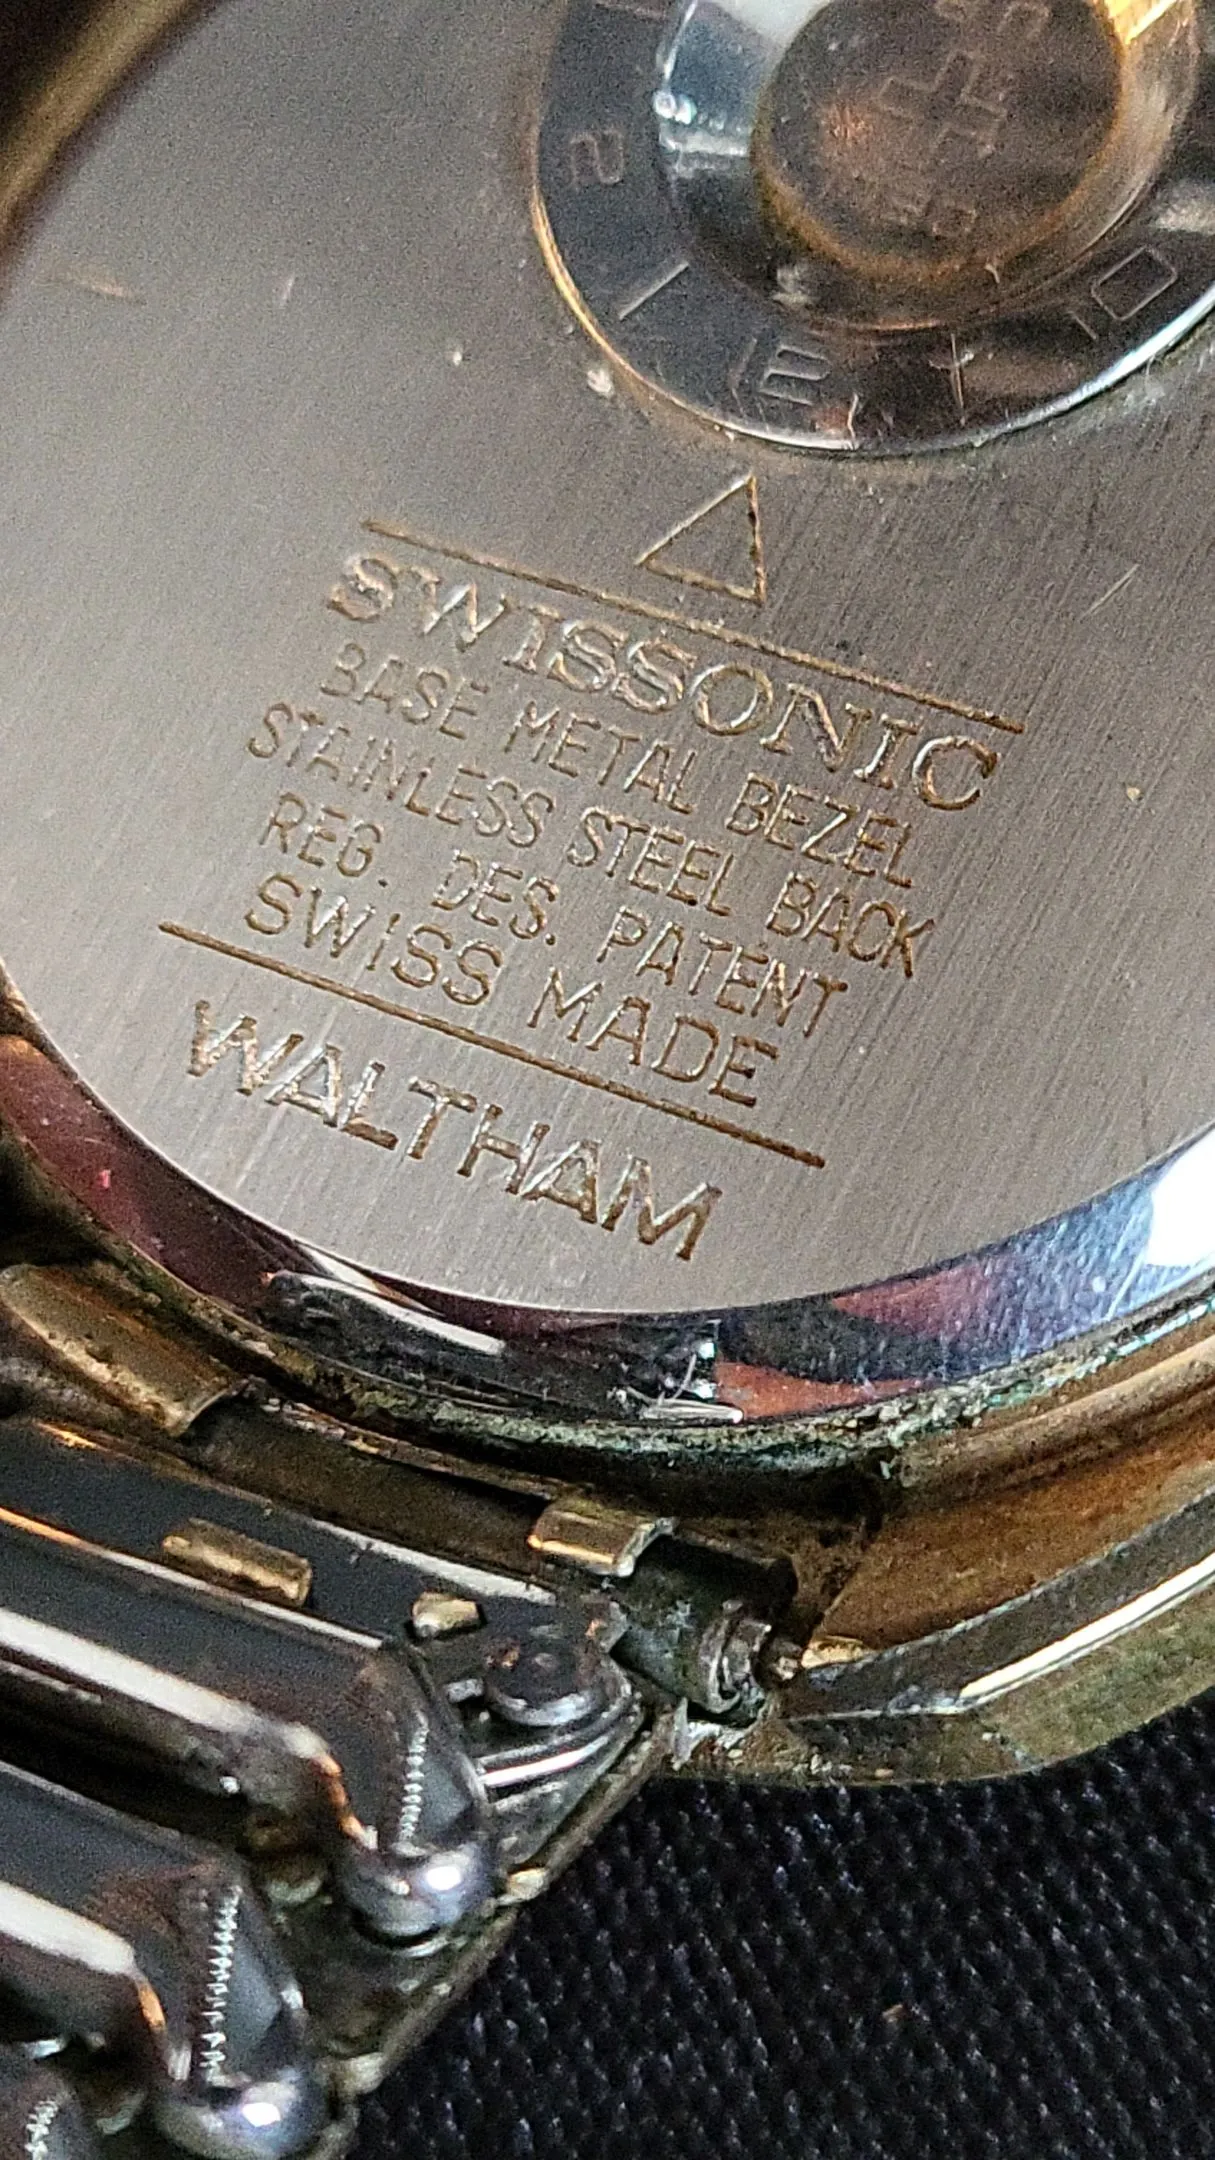 SWISSONIC
BASE METAL BEZEL
STAINLESS STEEL BACK
REG. DES. PATENT
SWISS MADE
WALTHAM